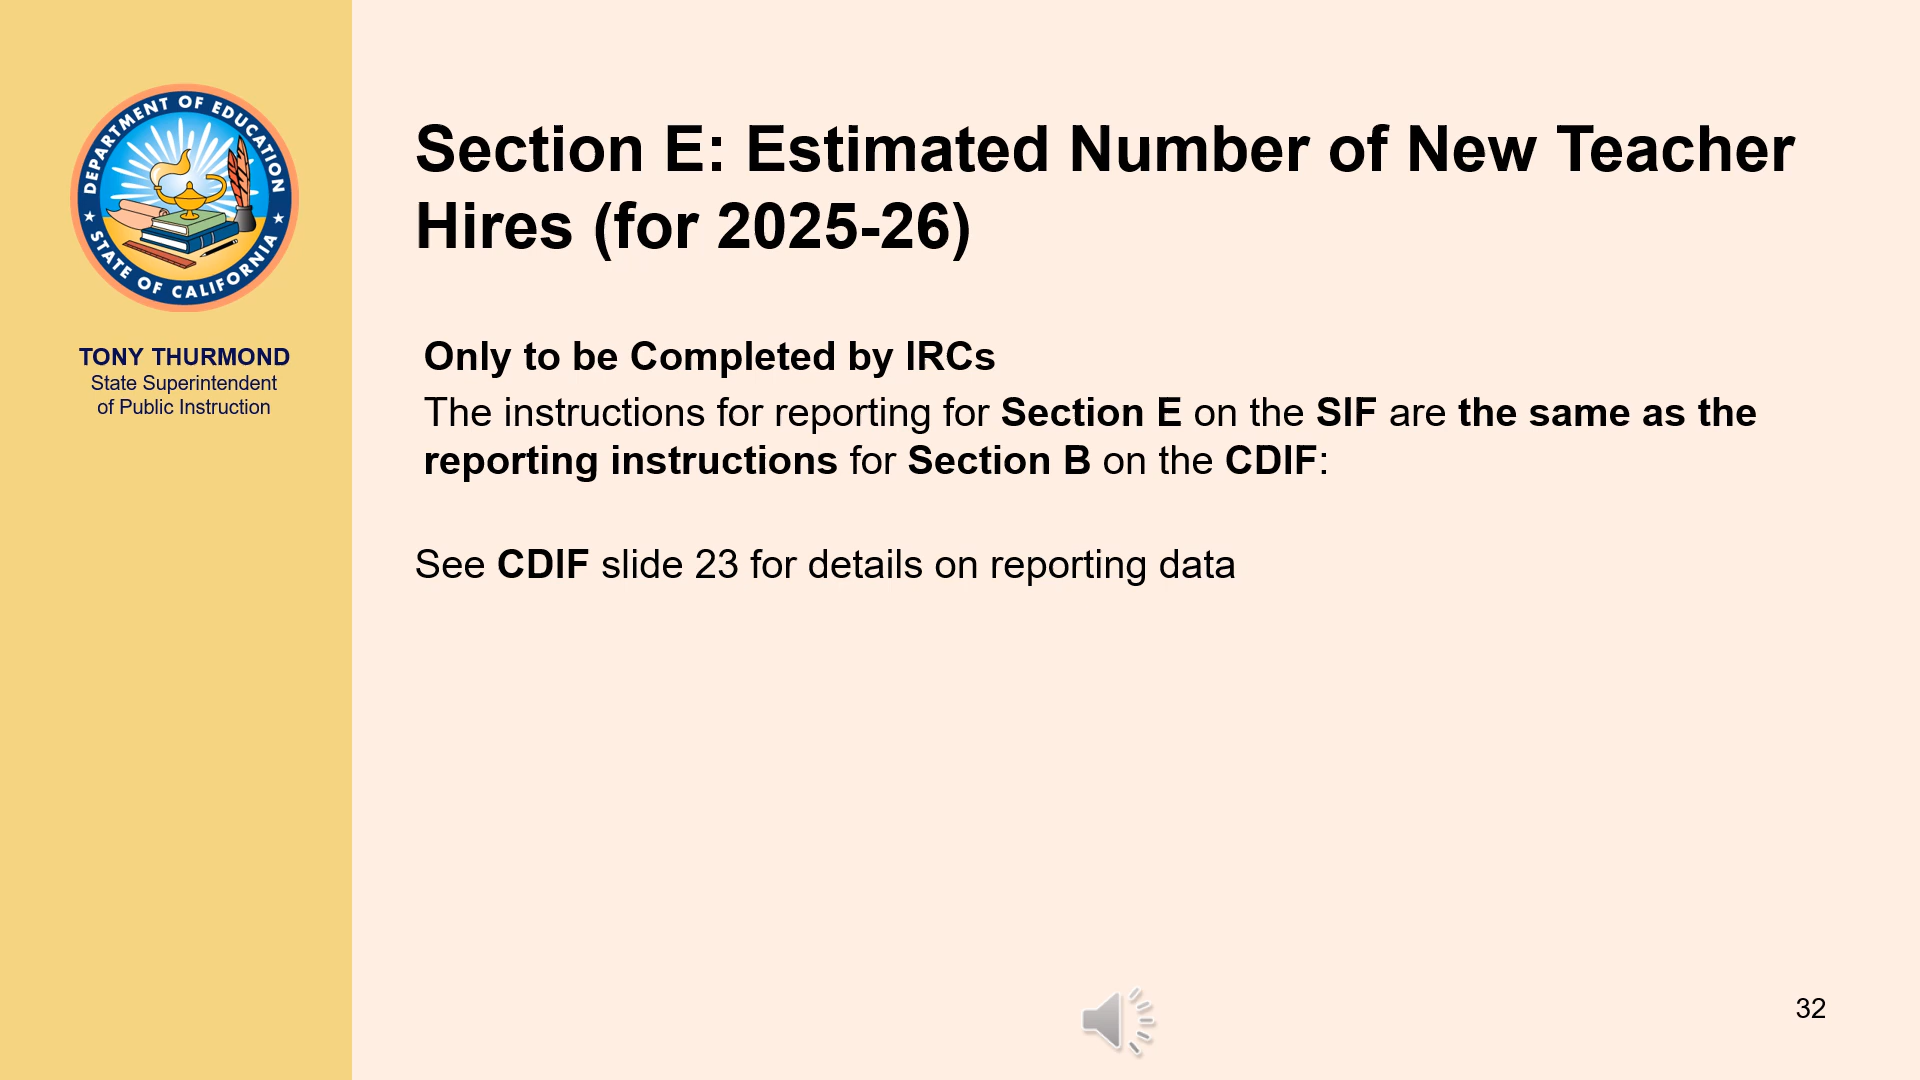 DEPARTMENT OF EDUCATION
STATE OF CALIFORNIA
TONY THURMOND
State Superintendent
of Public Instruction
Section E: Estimated Number of New Teacher
Hires (for 2025-26)
Only to be Completed by IRCs
The instructions for reporting for Section E on the SIF are the same as the
reporting instructions for Section B on the CDIF:
See CDIF slide 23 for details on reporting data
32